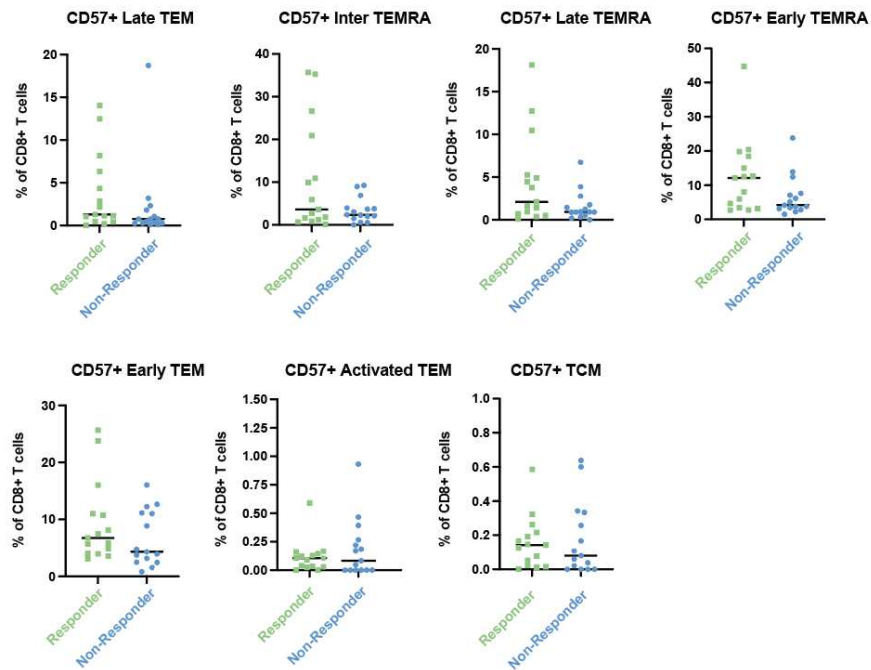 CD57+ Late TEM
% of CD8+ T cells
20
15
10
5
0
Responder
Non-Responder
CD57+ Inter TEMRA
% of CD8+ T cells
40
30
20
10
0
Responder
Non-Responder
CD57+ Late TEMRA
% of CD8+ T cells
20
15
10
5
0
Responder
Non-Responder
CD57+ Early TEMRA
% of CD8+ T cells
50
40
30
20
10
0
Responder
Non-Responder
CD57+ Early TEM
% of CD8+ T cells
30
20
10
0
Responder
Non-Responder
CD57+ Activated TEM
% of CD8+ T cells
1.50
1.25
1.00
0.75
0.50
0.25
0.00
Responder
Non-Responder
CD57+ TCM
% of CD8+ T cells
1.0
0.8
0.6
0.4
0.2
0.0
Responder
Non-Responder